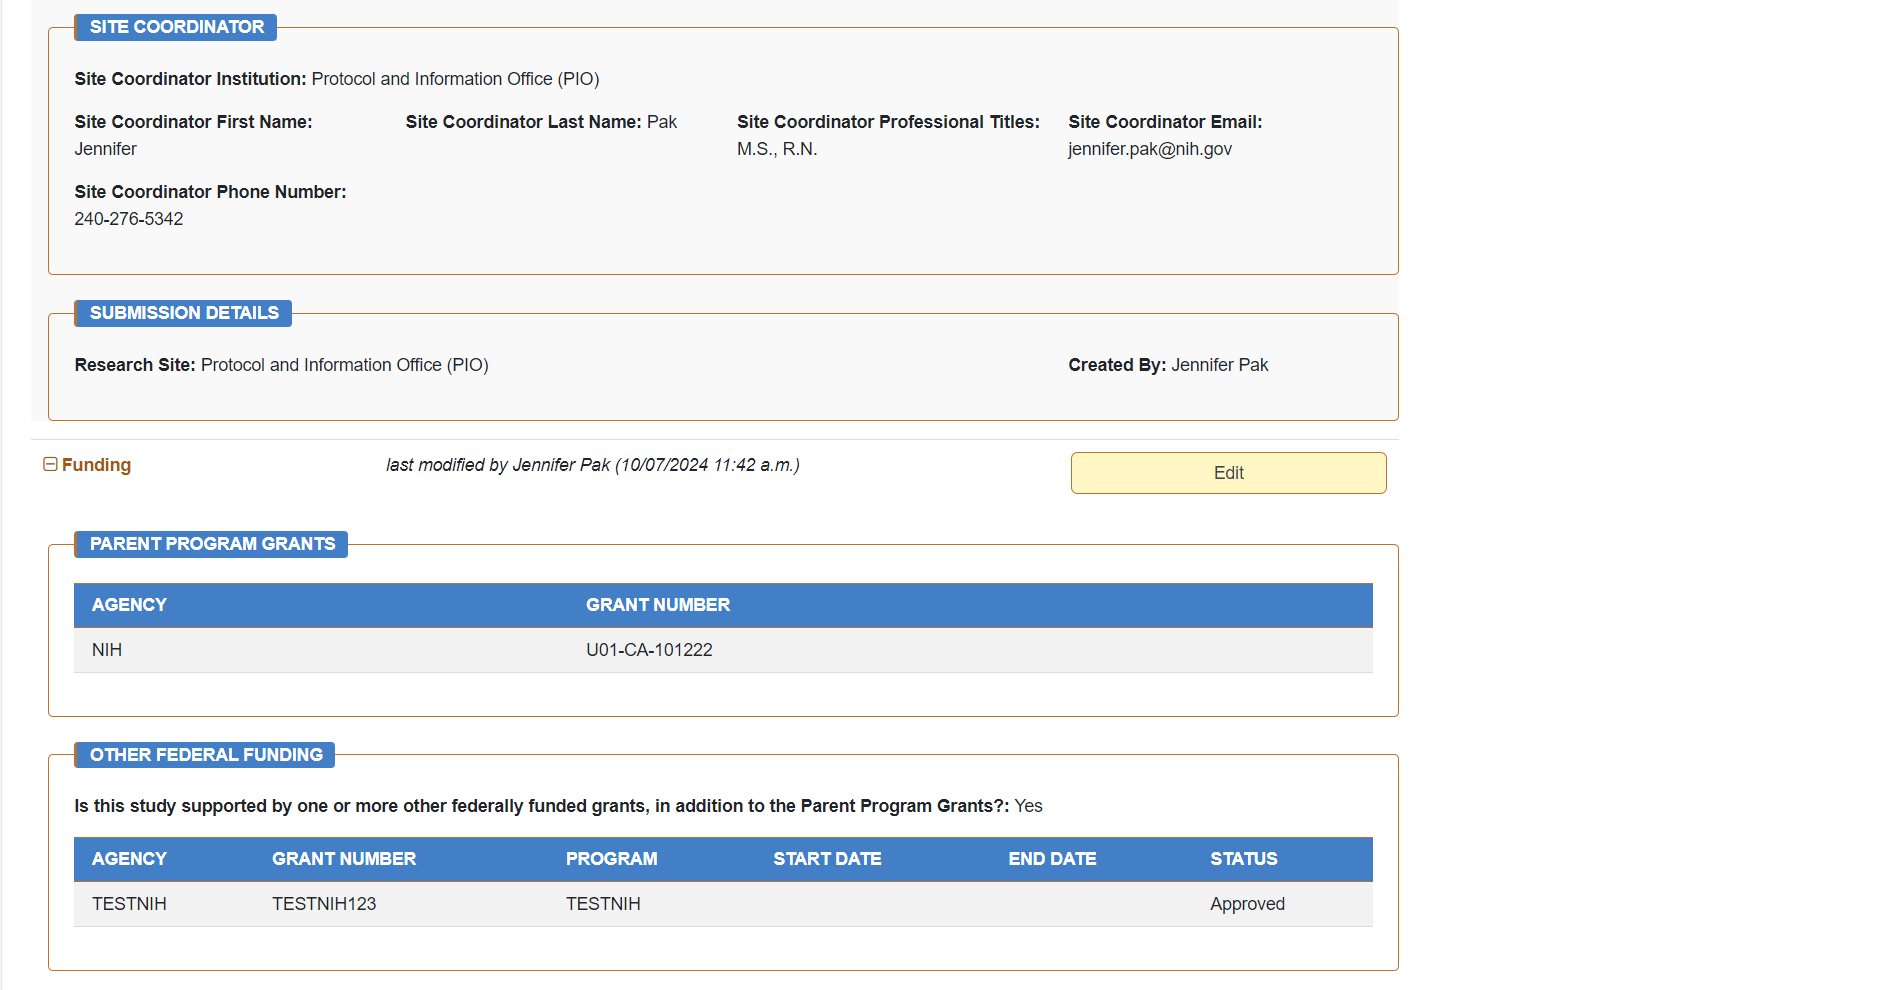 SITE COORDINATOR
Site Coordinator Institution: Protocol and Information Office (PIO)
Site Coordinator First Name: Jennifer
Site Coordinator Last Name: Pak
Site Coordinator Professional Titles: M.S., R.N.
Site Coordinator Email: jennifer.pak@nih.gov
Site Coordinator Phone Number: 240-276-5342
SUBMISSION DETAILS
Research Site: Protocol and Information Office (PIO) Created By: Jennifer Pak
Funding last modified by Jennifer Pak (10/07/2024 11:42 a.m.) Edit
PARENT PROGRAM GRANTS
AGENCY GRANT NUMBER
NIH U01-CA-101222
OTHER FEDERAL FUNDING
Is this study supported by one or more other federally funded grants, in addition to the Parent Program Grants?: Yes
AGENCY GRANT NUMBER PROGRAM START DATE END DATE STATUS
TESTNIH TESTNIH123 TESTNIH Approved